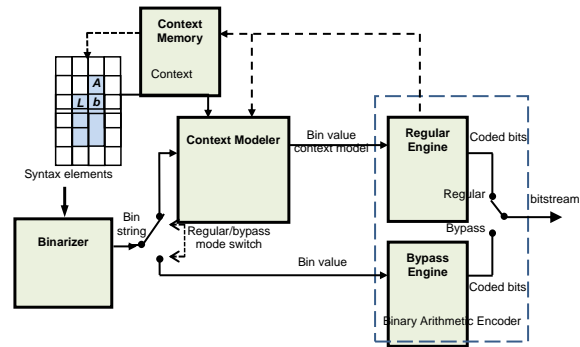 Context
Memory
Context
A
L b
Syntax elements
Context Modeler
Bin value
context model
Regular
Engine
Coded bits
Regular
bitstream
Bypass
Bin
string
Regular/bypass
mode switch
Binarizer
Bin value
Bypass
Engine
Coded bits
Binary Arithmetic Encoder